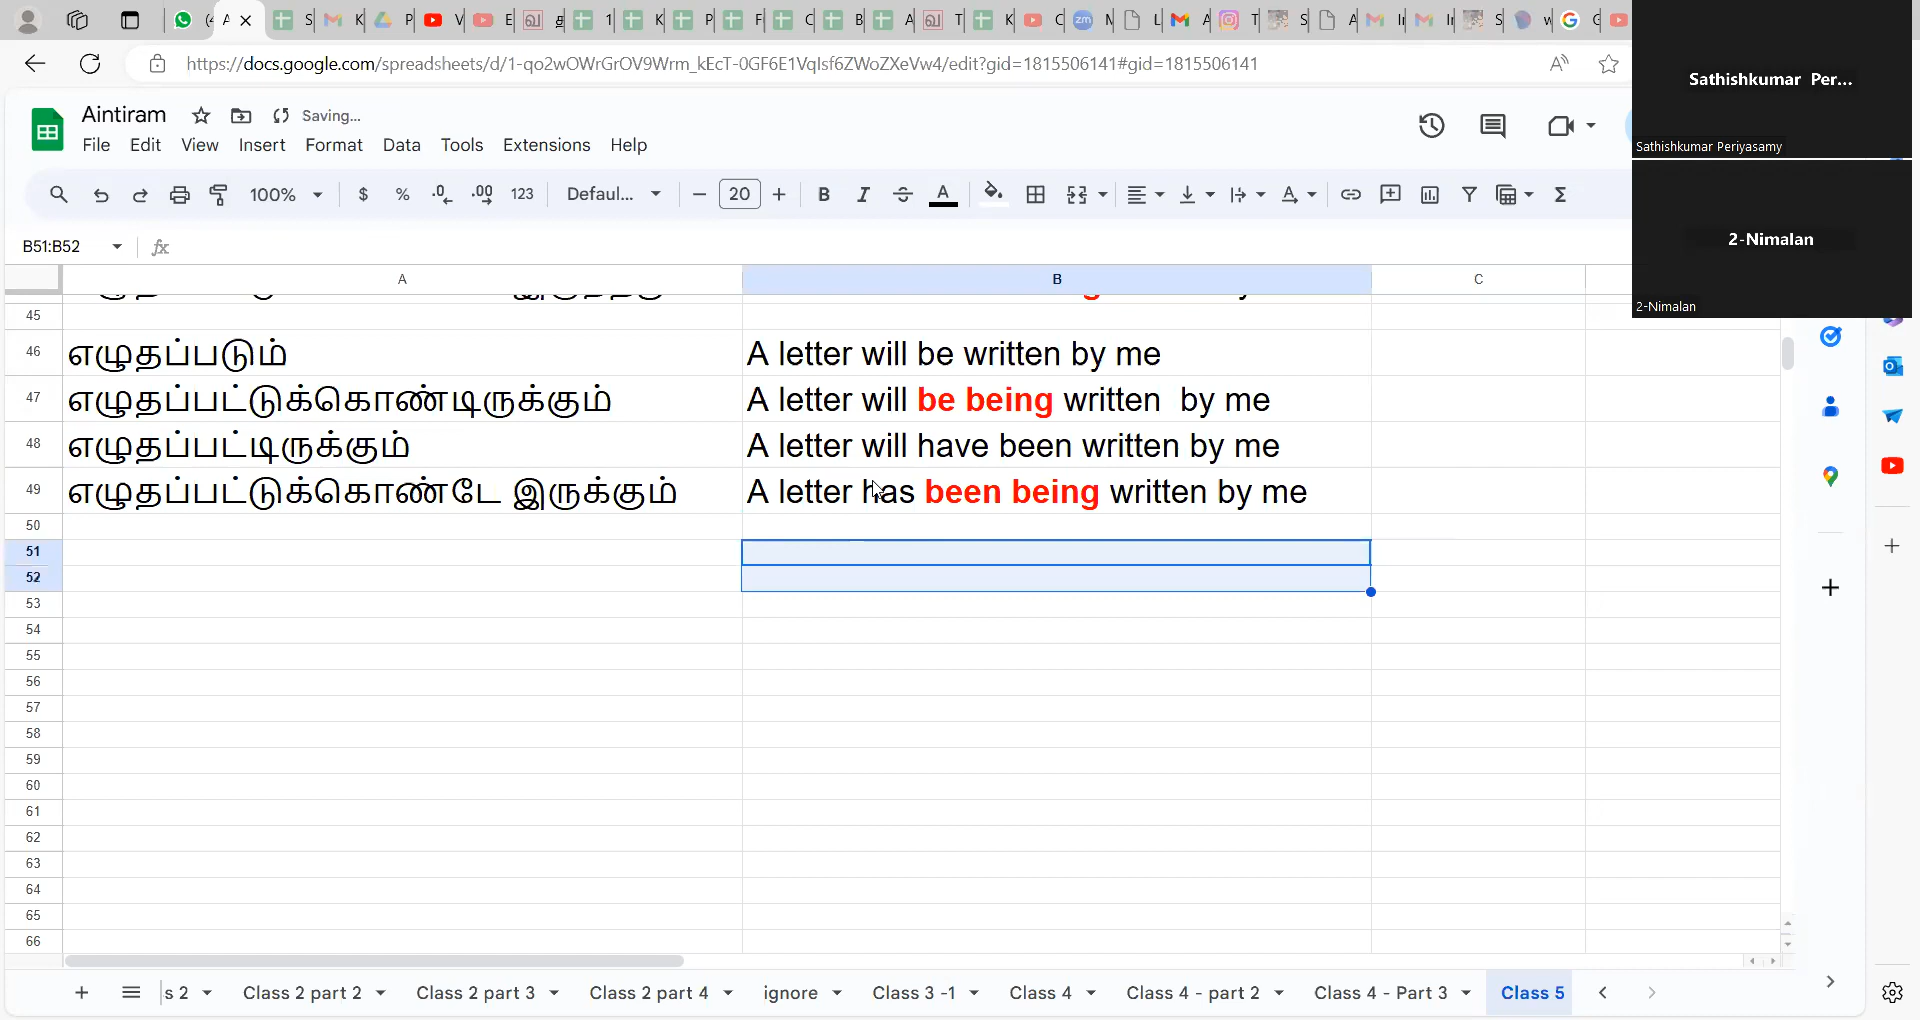 https://docs.google.com/spreadsheets/d/1-qo2wOWrGrOV9Wrm_kEcT-0GF6E1VqIsf6ZWoZXeVw4/edit?gid=1815506141#gid=1815506141
Sathishkumar Per...
Sathishkumar Periyasamy
2-Nimalan
2-Nimalan
Aintiram Saving...
File Edit View Insert Format Data Tools Extensions Help
100% $ % .0 .00 123 Defaul... 20 B I A
B51:B52 fx
A B C
45
46 எழுதப்படும் A letter will be written by me
47 எழுதப்பட்டுக்கொண்டிருக்கும் A letter will be being written by me
48 எழுதப்பட்டிருக்கும் A letter will have been written by me
49 எழுதப்பட்டுக்கொண்டே இருக்கும் A letter has been being written by me
50
51
52
53
54
55
56
57
58
59
60
61
62
63
64
65
66
s 2 Class 2 part 2 Class 2 part 3 Class 2 part 4 ignore Class 3 -1 Class 4 Class 4 - part 2 Class 4 - Part 3 Class 5